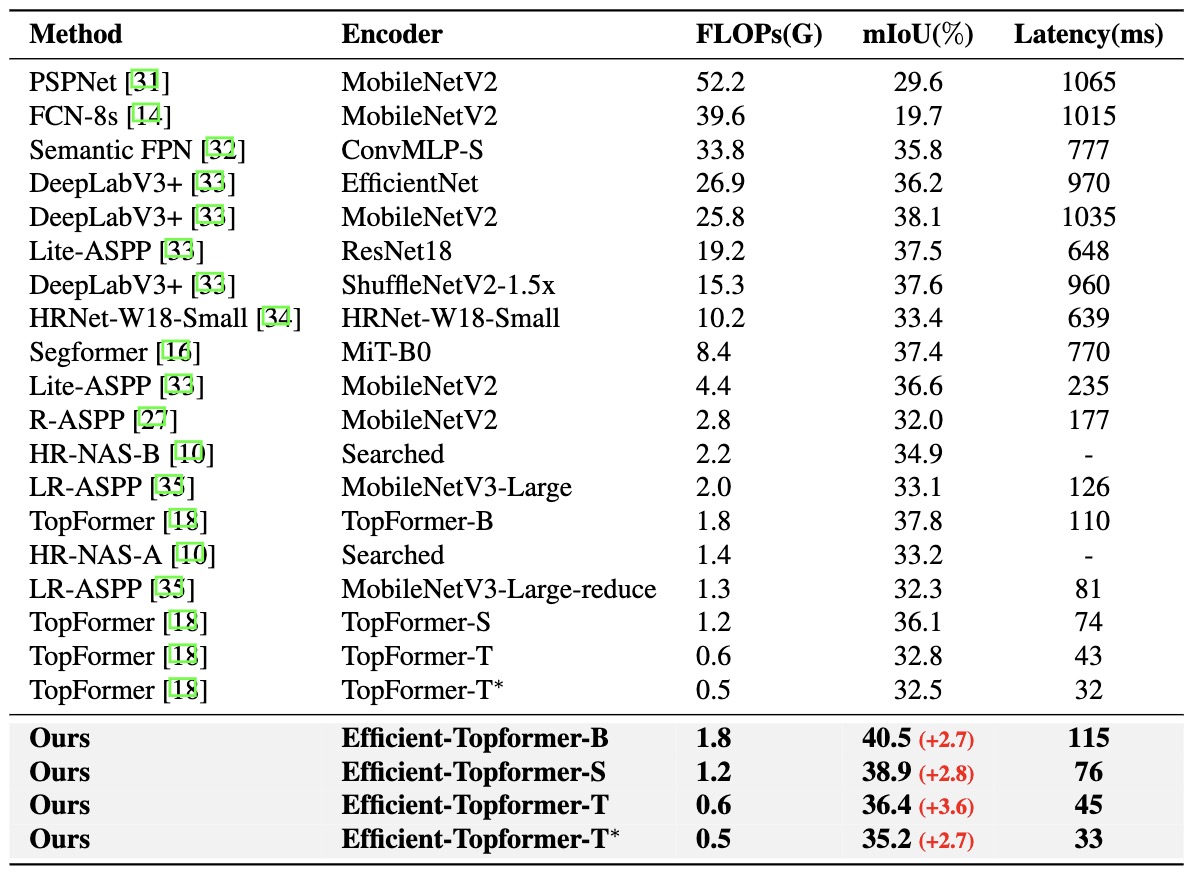 Method Encoder FLOPs(G) mIoU(%) Latency(ms)
PSPNet [31] MobileNetV2 52.2 29.6 1065
FCN-8s [14] MobileNetV2 39.6 19.7 1015
Semantic FPN [32] ConvMLP-S 33.8 35.8 777
DeepLabV3+ [33] EfficientNet 26.9 36.2 970
DeepLabV3+ [33] MobileNetV2 25.8 38.1 1035
Lite-ASPP [33] ResNet18 19.2 37.5 648
DeepLabV3+ [33] ShuffleNetV2-1.5x 15.3 37.6 960
HRNet-W18-Small [34] HRNet-W18-Small 10.2 33.4 639
Segformer [16] MiT-B0 8.4 37.4 770
Lite-ASPP [33] MobileNetV2 4.4 36.6 235
R-ASPP [27] MobileNetV2 2.8 32.0 177
HR-NAS-B [10] Searched 2.2 34.9 -
LR-ASPP [35] MobileNetV3-Large 2.0 33.1 126
TopFormer [18] TopFormer-B 1.8 37.8 110
HR-NAS-A [10] Searched 1.4 33.2 -
LR-ASPP [35] MobileNetV3-Large-reduce 1.3 32.3 81
TopFormer [18] TopFormer-S 1.2 36.1 74
TopFormer [18] TopFormer-T 0.6 32.8 43
TopFormer [18] TopFormer-T* 0.5 32.5 32
Ours Efficient-Topformer-B 1.8 40.5 (+2.7) 115
Ours Efficient-Topformer-S 1.2 38.9 (+2.8) 76
Ours Efficient-Topformer-T 0.6 36.4 (+3.6) 45
Ours Efficient-Topformer-T* 0.5 35.2 (+2.7) 33